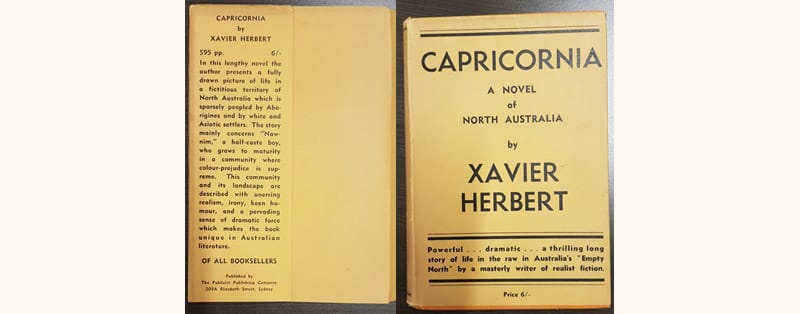 CAPRICORNIA
by
XAVIER HERBERT
595 pp. 6/-
In this lengthy novel the
author presents a fully
drawn picture of life in
a fictitious territory of
North Australia which is
sparsely peopled by Abo-
rigines and by white and
Asiatic settlers. The story
mainly concerns "Naw-
nim," a half-caste boy,
who grows to maturity
in a community where
colour-prejudice is sup-
reme. This community
and its landscape are
described with unerring
realism, irony, keen hu-
mour, and a pervading
sense of dramatic force
which makes the book
unique in Australian
literature.
OF ALL BOOKSELLERS
Published by
The Publicist Publishing Company
209A Elizabeth Street, Sydney
CAPRICORNIA
A NOVEL
of
NORTH AUSTRALIA
by
XAVIER
HERBERT
Powerful . . . dramatic . . . a thrilling long
story of life in the raw in Australia's "Empty
North" by a masterly writer of realist fiction.
Price 6/-